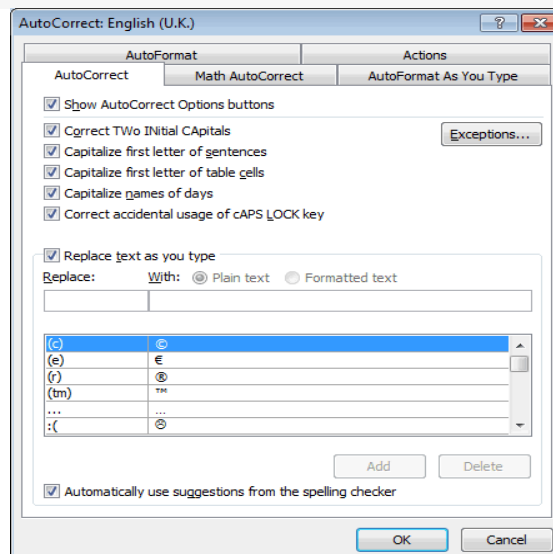 AutoCorrect: English (U.K.)
AutoFormat Actions
AutoCorrect Math AutoCorrect AutoFormat As You Type
Show AutoCorrect Options buttons
Correct TWo INitial CApitals Exceptions...
Capitalize first letter of sentences
Capitalize first letter of table cells
Capitalize names of days
Correct accidental usage of cAPS LOCK key
Replace text as you type
Replace: With: Plain text Formatted text
(c) ©
(e) €
(r) ®
(tm) ™
... ...
:( ☹
Add Delete
Automatically use suggestions from the spelling checker
OK Cancel